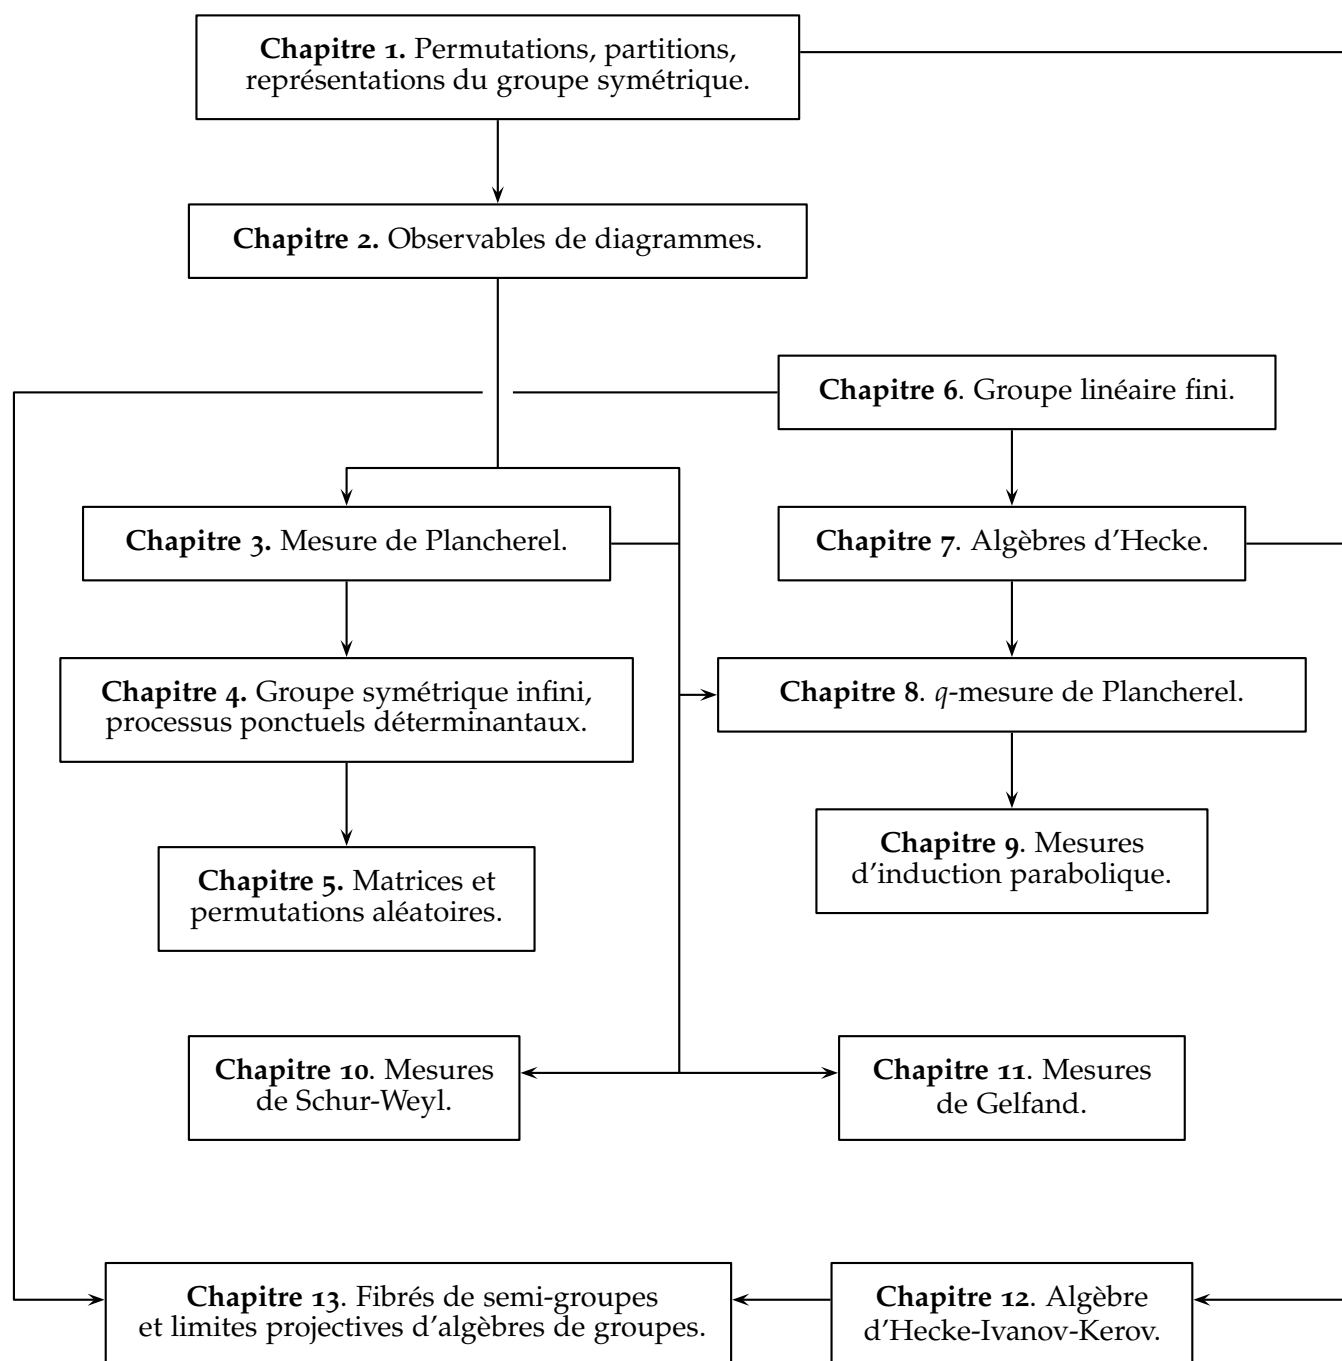 Chapitre 1. Permutations, partitions,
représentations du groupe symétrique.
Chapitre 2. Observables de diagrammes.
Chapitre 6. Groupe linéaire fini.
Chapitre 3. Mesure de Plancherel.
Chapitre 7. Algèbres d'Hecke.
Chapitre 4. Groupe symétrique infini,
processus ponctuels déterminantaux.
Chapitre 8. q-mesure de Plancherel.
Chapitre 5. Matrices et
permutations aléatoires.
Chapitre 9. Mesures
d'induction parabolique.
Chapitre 10. Mesures
de Schur-Weyl.
Chapitre 11. Mesures
de Gelfand.
Chapitre 13. Fibrés de semi-groupes
et limites projectives d'algèbres de groupes.
Chapitre 12. Algèbre
d'Hecke-Ivanov-Kerov.